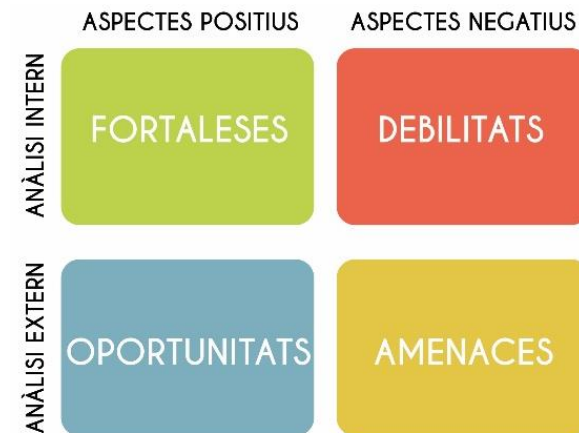 ASPECTES POSITIUS
ASPECTES NEGATIUS
ANÀLISI INTERN
FORTALESES
DEBILITATS
ANÀLISI EXTERN
OPORTUNITATS
AMENACES